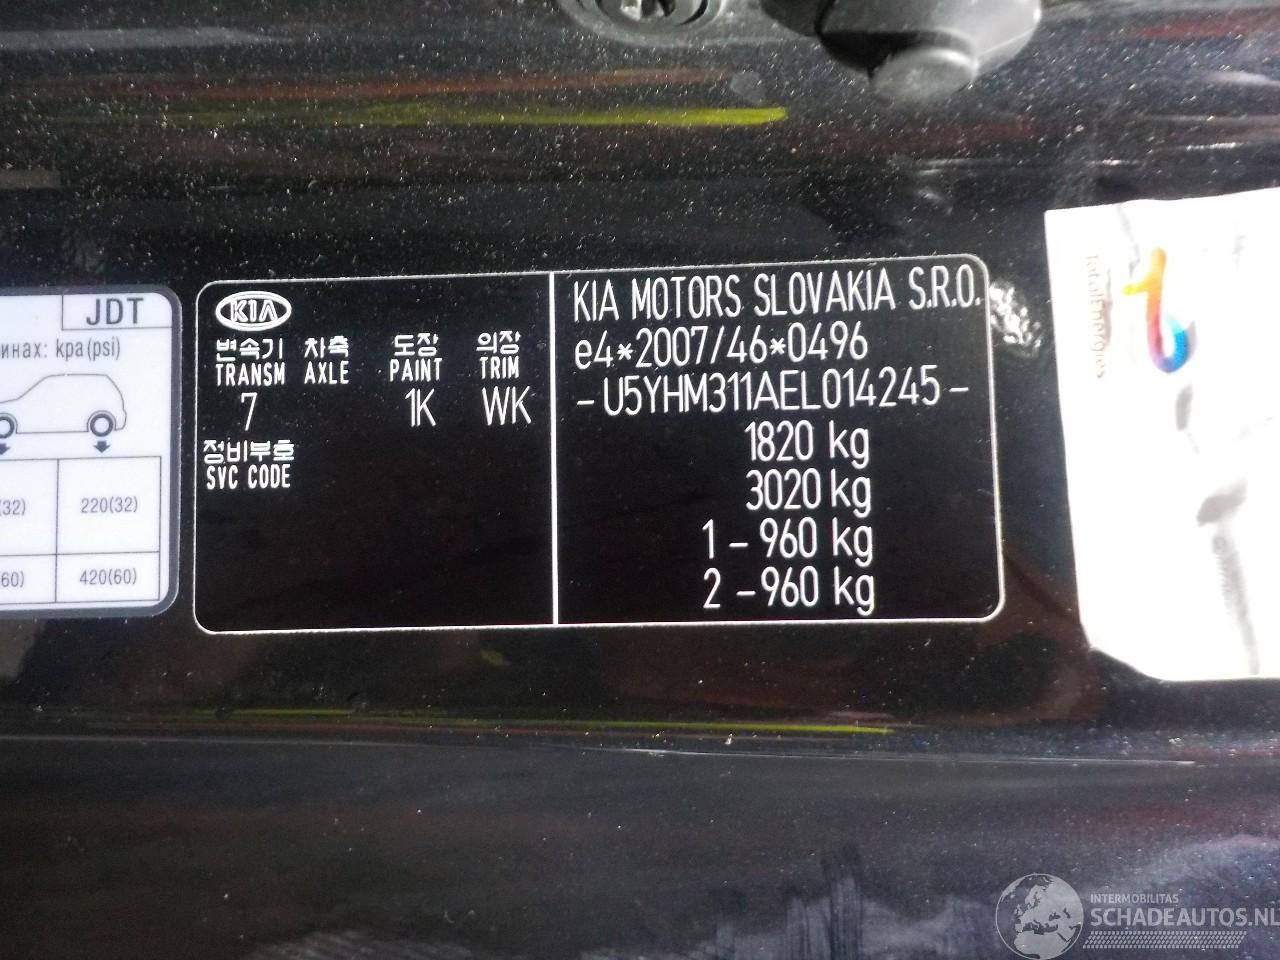 JDT
инах: kpa(psi)
(32) 220(32)
60) 420(60)
KIA
변속기 차축 도장 의장
TRANSM AXLE PAINT TRIM
7 1K WK
정비부호
SVC CODE
KIA MOTORS SLOVAKIA S.R.O.
e4*2007/46*0496
-U5YHM311AEL014245-
1820 kg
3020 kg
1 - 960 kg
2 - 960 kg
TotalEnergies
INTERMOBILITAS
SCHADEAUTOS.NL